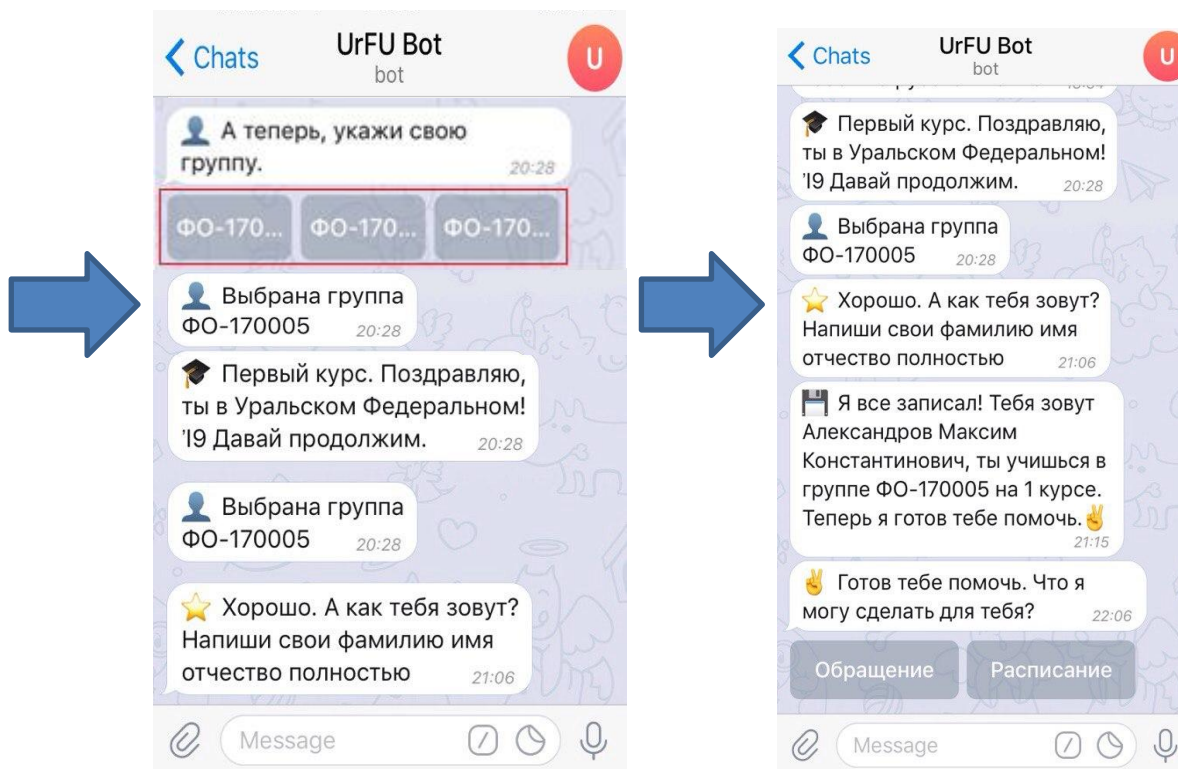 Chats
UrFU Bot
bot
U
А теперь, укажи свою
группу.
20:28
ФО-170...
ФО-170...
ФО-170...
Выбрана группа
ФО-170005
20:28
Первый курс. Поздравляю,
ты в Уральском Федеральном!
'I9 Давай продолжим.
20:28
Выбрана группа
ФО-170005
20:28
Хорошо. А как тебя зовут?
Напиши свои фамилию имя
отчество полностью
21:06
Message
Chats
UrFU Bot
bot
U
Первый курс. Поздравляю,
ты в Уральском Федеральном!
'I9 Давай продолжим.
20:28
Выбрана группа
ФО-170005
20:28
Хорошо. А как тебя зовут?
Напиши свои фамилию имя
отчество полностью
21:06
Я все записал! Тебя зовут
Александров Максим
Константинович, ты учишься в
группе ФО-170005 на 1 курсе.
Теперь я готов тебе помочь.
21:15
Готов тебе помочь. Что я
могу сделать для тебя?
22:06
Обращение
Расписание
Message